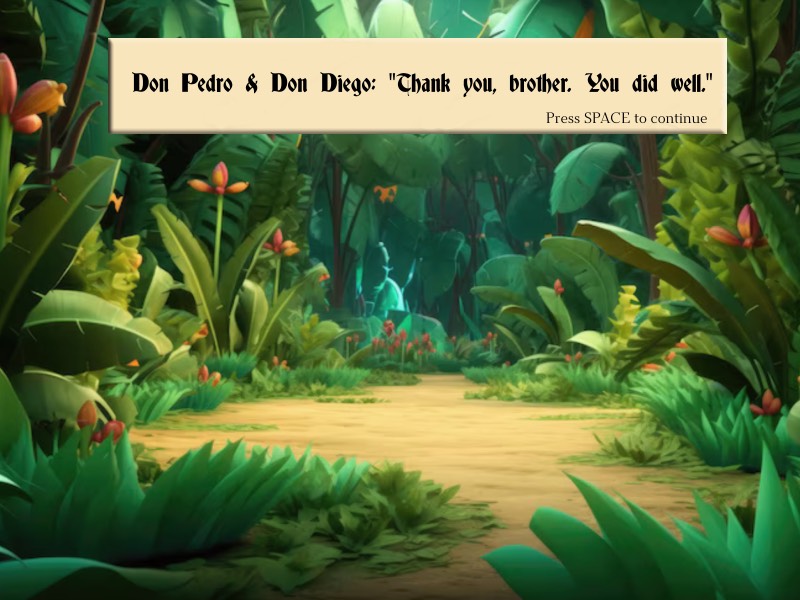 Don Pedro & Don Diego: "Thank you, brother. You did well."
Press SPACE to continue